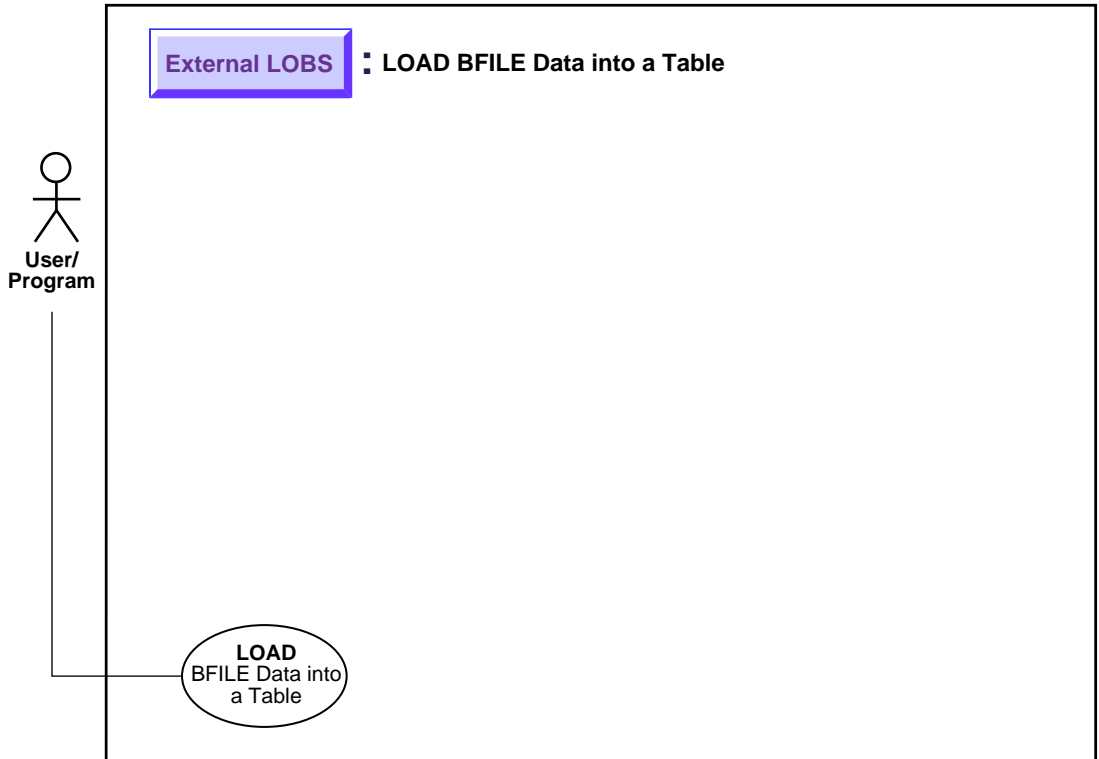 External LOBS : LOAD BFILE Data into a Table
User/
Program
LOAD
BFILE Data into
a Table